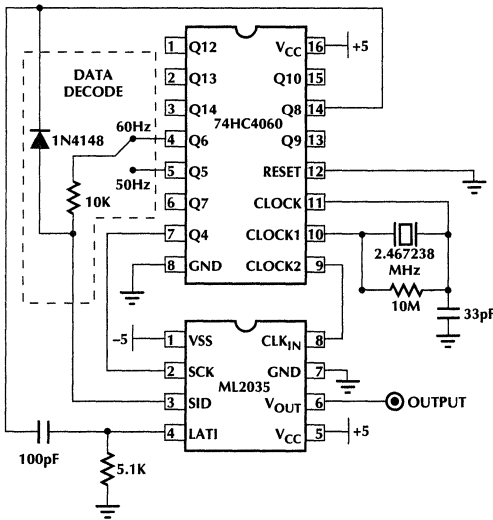 DATA
DECODE
1N4148
60Hz
50Hz
10K
1 Q12
2 Q13
3 Q14
4 Q6
5 Q5
6 Q7
7 Q4
8 GND
74HC4060
VCC 16
+5
Q10 15
Q8 14
Q9 13
RESET 12
CLOCK 11
CLOCK1 10
CLOCK2 9
2.467238
MHz
10M
33pF
-5
1 VSS
2 SCK
3 SID
4 LATI
ML2035
CLKIN 8
GND 7
VOUT 6
VCC 5
+5
OUTPUT
100pF
5.1K